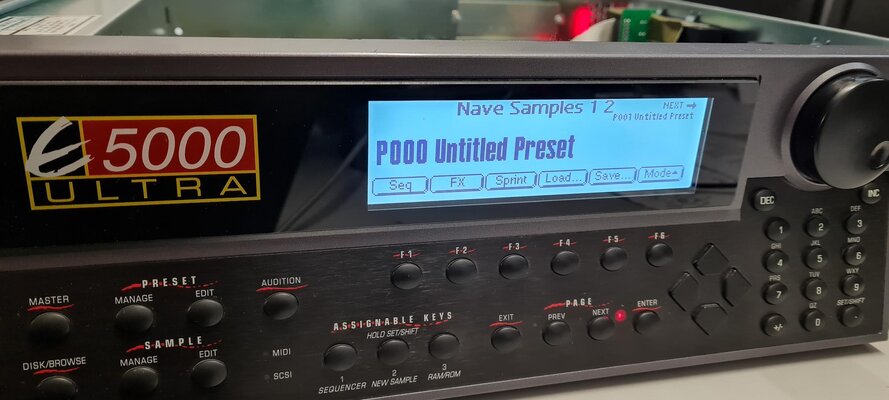 E 5000
ULTRA
Nave Samples 1 2
NEXT →
P001 Untitled Preset
P000 Untitled Preset
Seq FX Sprint Load... Save... Mode▲
DEC
INC
F1 F2 F3 F4 F5 F6
MASTER
PRESET
MANAGE EDIT
AUDITION
DISK/BROWSE
SAMPLE
MANAGE EDIT
MIDI
SCSI
ASSIGNABLE KEYS
HOLD SET/SHIFT
1 2 3
SEQUENCER NEW SAMPLE RAM/ROM
EXIT
PAGE
PREV NEXT
ENTER
ABC DEF
1 2 3
GHI JKL MNO
4 5 6
PRS TUV WXY
7 8 9
QZ SET/SHIFT
+/- 0